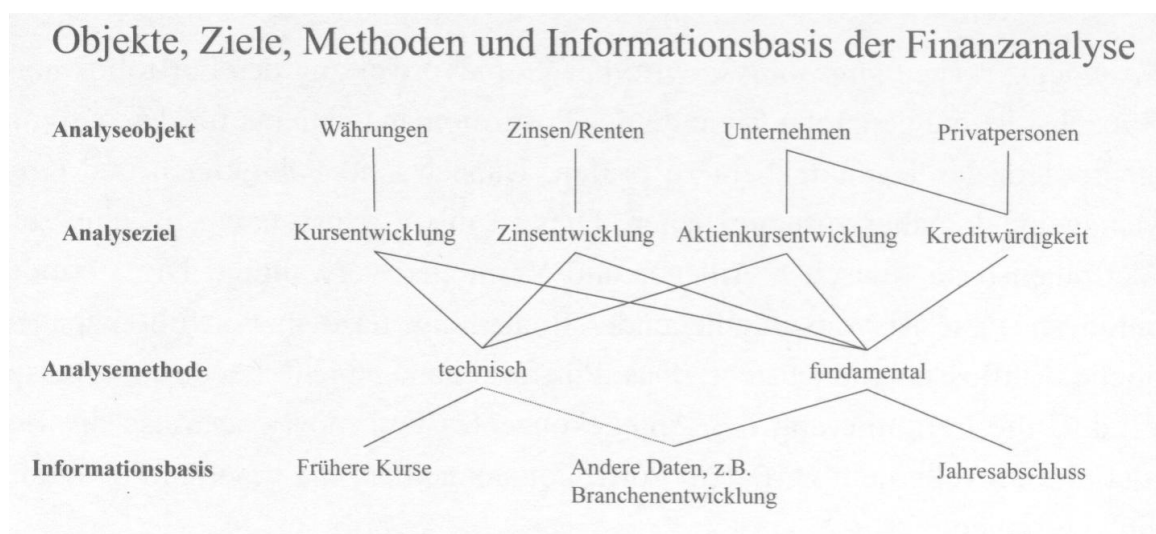 Objekte, Ziele, Methoden und Informationsbasis der Finanzanalyse
Analyseobjekt Währungen Zinsen/Renten Unternehmen Privatpersonen
Analyseziel Kursentwicklung Zinsentwicklung Aktienkursentwicklung Kreditwürdigkeit
Analysemethode technisch fundamental
Informationsbasis Frühere Kurse Andere Daten, z.B. Jahresabschluss
Branchenentwicklung